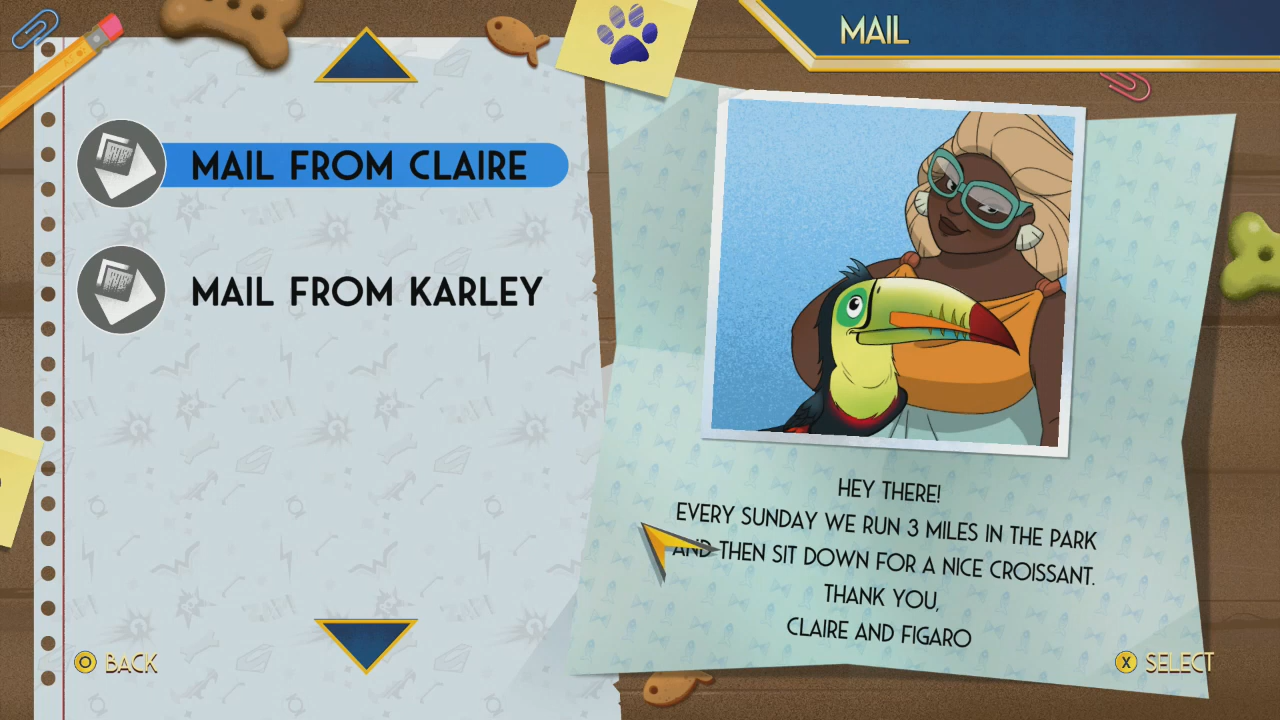 MAIL
MAIL FROM CLAIRE
MAIL FROM KARLEY
HEY THERE!
EVERY SUNDAY WE RUN 3 MILES IN THE PARK
AND THEN SIT DOWN FOR A NICE CROISSANT.
THANK YOU,
CLAIRE AND FIGARO
O BACK
X SELECT